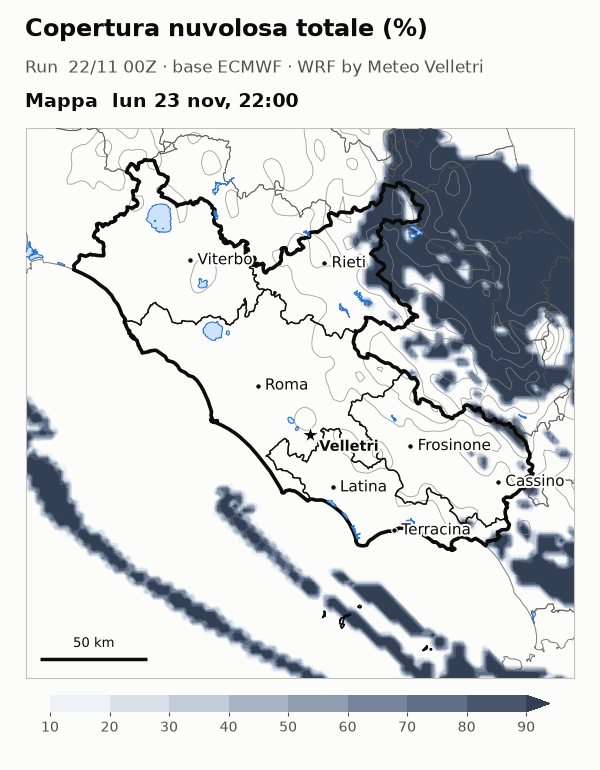 Copertura nuvolosa totale (%)
Run  22/11 00Z · base ECMWF · WRF by Meteo Velletri
Mappa  lun 23 nov, 22:00
Viterbo
Rieti
Roma
Velletri
Frosinone
Latina
Cassino
Terracina
50 km
10 20 30 40 50 60 70 80 90